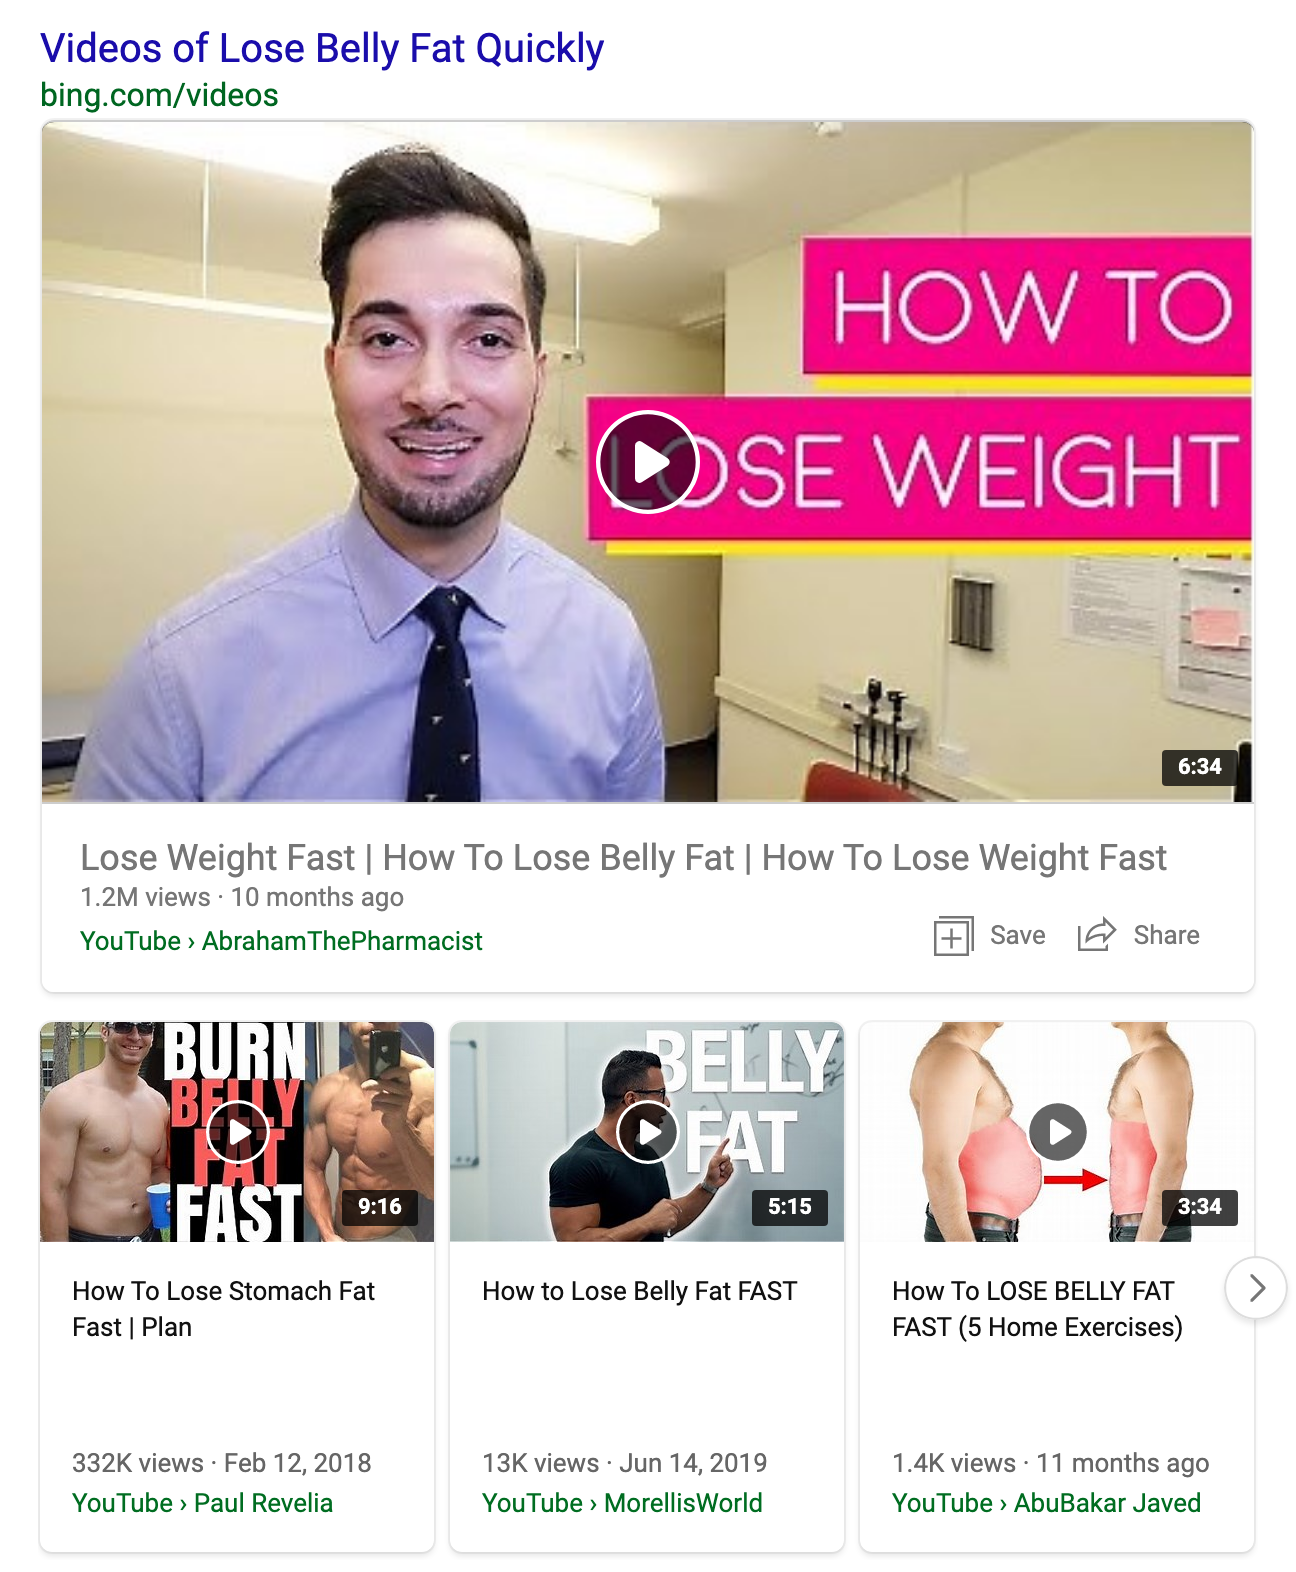 Videos of Lose Belly Fat Quickly
bing.com/videos
HOW TO
LOSE WEIGHT
6:34
Lose Weight Fast | How To Lose Belly Fat | How To Lose Weight Fast
1.2M views · 10 months ago
YouTube › AbrahamThePharmacist
Save
Share
BURN
BELLY
FAT
FAST
9:16
How To Lose Stomach Fat
Fast | Plan
332K views · Feb 12, 2018
YouTube › Paul Revelia
BELLY
FAT
5:15
How to Lose Belly Fat FAST
13K views · Jun 14, 2019
YouTube › MorellisWorld
3:34
How To LOSE BELLY FAT
FAST (5 Home Exercises)
1.4K views · 11 months ago
YouTube › AbuBakar Javed